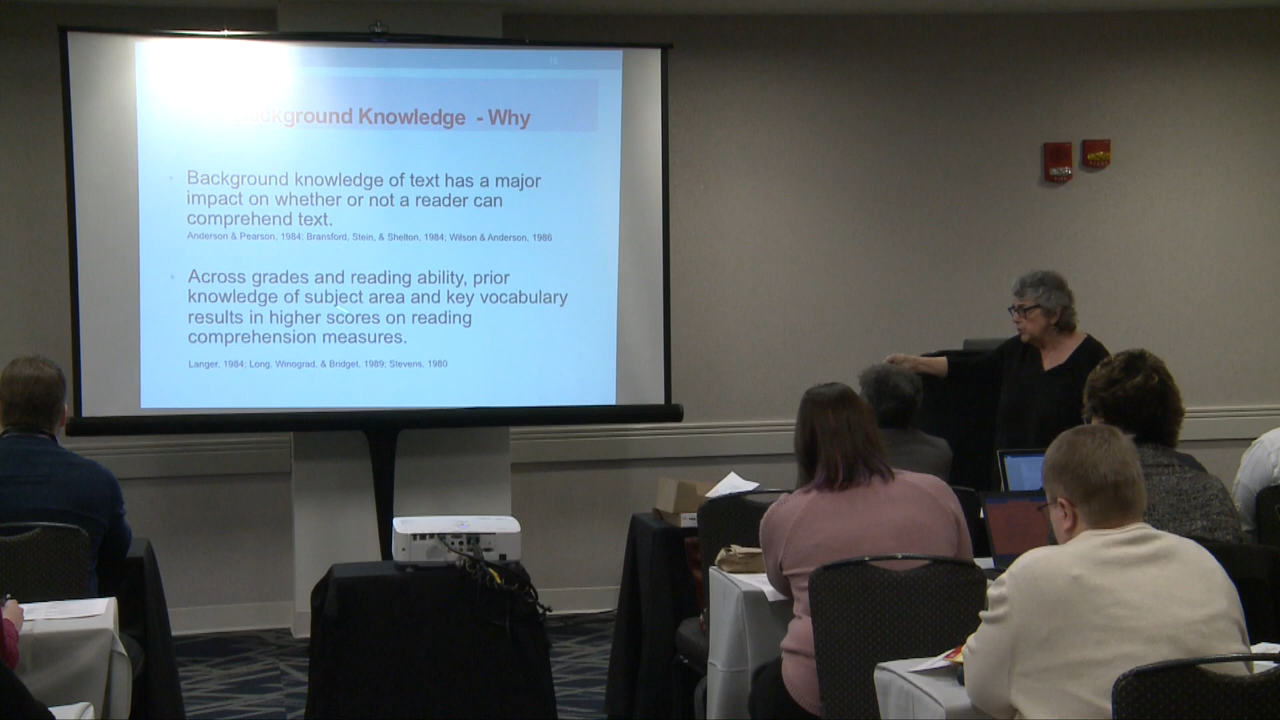 Background Knowledge - Why
Background knowledge of text has a major
impact on whether or not a reader can
comprehend text.
Anderson & Pearson, 1984; Bransford, Stein, & Shelton, 1984; Wilson & Anderson, 1986
Across grades and reading ability, prior
knowledge of subject area and key vocabulary
results in higher scores on reading
comprehension measures.
Langer, 1984; Long, Winograd, & Bridget, 1989; Stevens, 1980